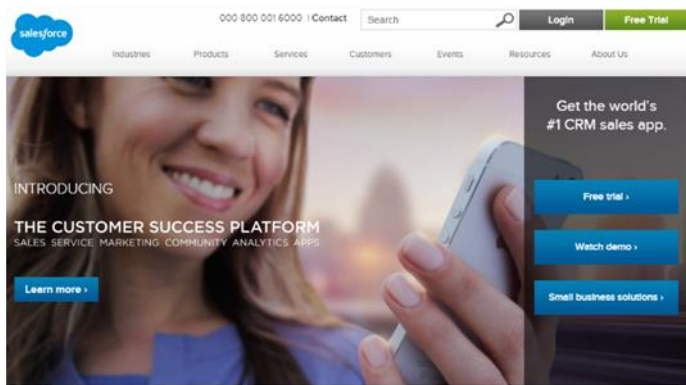 salesforce
000 800 001 6000 | Contact
Search
Login
Free Trial
Industries Products Services Customers Events Resources About Us
Get the world's
#1 CRM sales app.
INTRODUCING
THE CUSTOMER SUCCESS PLATFORM
SALES SERVICE MARKETING COMMUNITY ANALYTICS APPS
Learn more ›
Free trial ›
Watch demo ›
Small business solutions ›